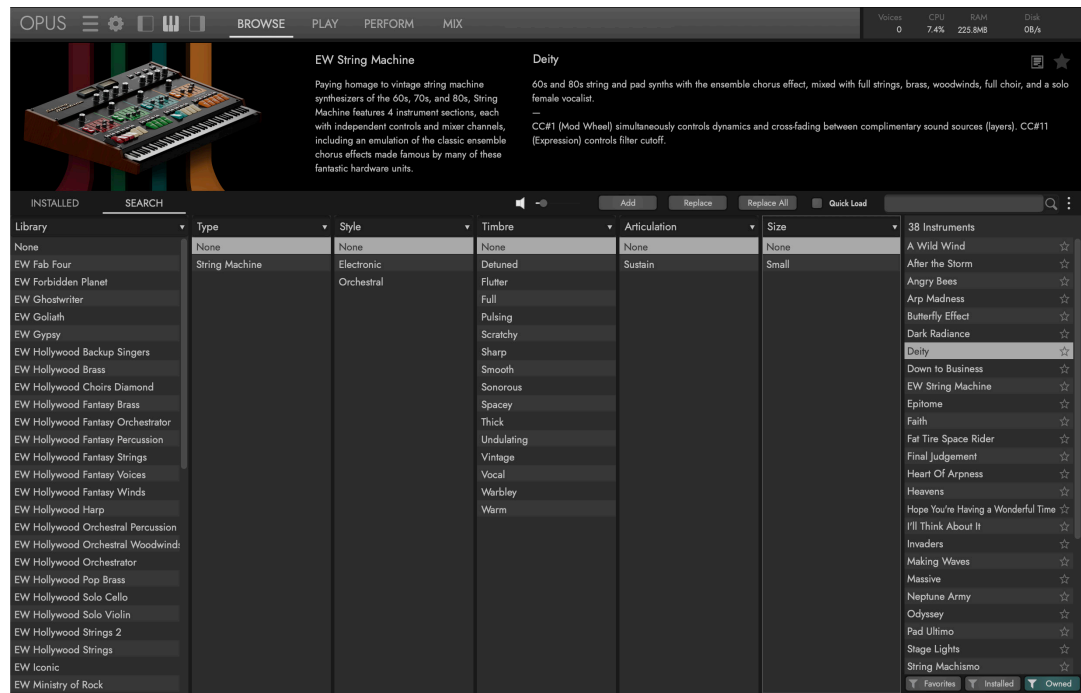 OPUS
BROWSE
PLAY
PERFORM
MIX
Voices
0
CPU
7.4%
RAM
225.8MB
Disk
0B/s
EW String Machine
Paying homage to vintage string machine
synthesizers of the 60s, 70s, and 80s, String
Machine features 4 instrument sections, each
with independent controls and mixer channels,
including an emulation of the classic ensemble
chorus effects made famous by many of these
fantastic hardware units.
Deity
60s and 80s string and pad synths with the ensemble chorus effect, mixed with full strings, brass, woodwinds, full choir, and a solo
female vocalist.
—
CC#1 (Mod Wheel) simultaneously controls dynamics and cross-fading between complimentary sound sources (layers). CC#11
(Expression) controls filter cutoff.
INSTALLED
SEARCH
Add
Replace
Replace All
Quick Load
Library
None
EW Fab Four
EW Forbidden Planet
EW Ghostwriter
EW Goliath
EW Gypsy
EW Hollywood Backup Singers
EW Hollywood Brass
EW Hollywood Choirs Diamond
EW Hollywood Fantasy Brass
EW Hollywood Fantasy Orchestrator
EW Hollywood Fantasy Percussion
EW Hollywood Fantasy Strings
EW Hollywood Fantasy Voices
EW Hollywood Fantasy Winds
EW Hollywood Harp
EW Hollywood Orchestral Percussion
EW Hollywood Orchestral Woodwinds
EW Hollywood Orchestrator
EW Hollywood Pop Brass
EW Hollywood Solo Cello
EW Hollywood Solo Violin
EW Hollywood Strings 2
EW Hollywood Strings
EW Iconic
EW Ministry of Rock
Type
None
String Machine
Style
None
Electronic
Orchestral
Timbre
None
Detuned
Flutter
Full
Pulsing
Scratchy
Sharp
Smooth
Sonorous
Spacey
Thick
Undulating
Vintage
Vocal
Warbley
Warm
Articulation
None
Sustain
Size
None
Small
38 Instruments
A Wild Wind
After the Storm
Angry Bees
Arp Madness
Butterfly Effect
Dark Radiance
Deity
Down to Business
EW String Machine
Epitome
Faith
Fat Tire Space Rider
Final Judgement
Heart Of Arpness
Heavens
Hope You're Having a Wonderful Time
I'll Think About It
Invaders
Making Waves
Massive
Neptune Army
Odyssey
Pad Ultimo
Stage Lights
String Machismo
Favorites
Installed
Owned